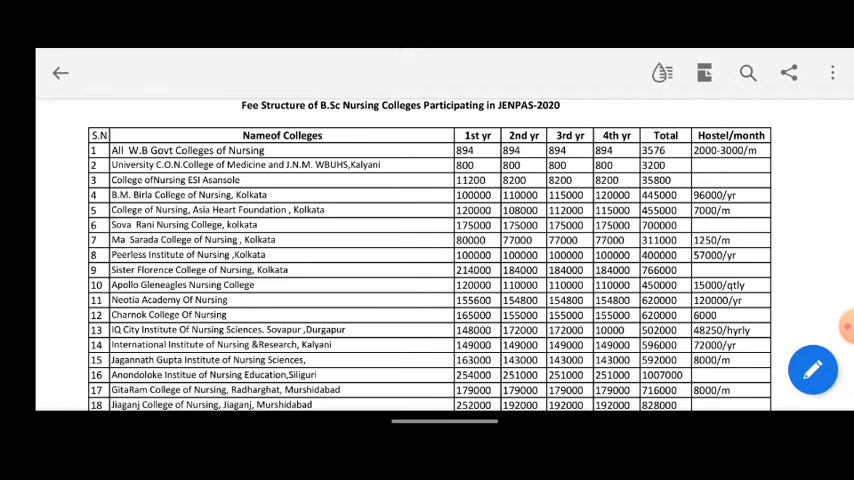 Fee Structure of B.Sc Nursing Colleges Participating in JENPAS-2020
S.N Nameof Colleges 1st yr 2nd yr 3rd yr 4th yr Total Hostel/month
1 All W.B Govt Colleges of Nursing 894 894 894 894 3576 2000-3000/m
2 University C.O.N.College of Medicine and J.N.M. WBUHS,Kalyani 800 800 800 800 3200
3 College ofNursing ESI Asansole 11200 8200 8200 8200 35800
4 B.M. Birla College of Nursing, Kolkata 100000 110000 115000 120000 445000 96000/yr
5 College of Nursing, Asia Heart Foundation , Kolkata 120000 108000 112000 115000 455000 7000/m
6 Sova Rani Nursing College, kolkata 175000 175000 175000 175000 700000
7 Ma Sarada College of Nursing , Kolkata 80000 77000 77000 77000 311000 1250/m
8 Peerless Institute of Nursing ,Kolkata 100000 100000 100000 100000 400000 57000/yr
9 Sister Florence College of Nursing, Kolkata 214000 184000 184000 184000 766000
10 Apollo Gleneagles Nursing College 120000 110000 110000 110000 450000 15000/qtly
11 Neotia Academy Of Nursing 155600 154800 154800 154800 620000 120000/yr
12 Charnok College Of Nursing 165000 155000 155000 155000 620000 6000
13 IQ City Institute Of Nursing Sciences. Sovapur ,Durgapur 148000 172000 172000 10000 502000 48250/hyrly
14 International Institute of Nursing &Research, Kalyani 149000 149000 149000 149000 596000 72000/yr
15 Jagannath Gupta Institute of Nursing Sciences, 163000 143000 143000 143000 592000 8000/m
16 Anondoloke Institue of Nursing Education,Siliguri 254000 251000 251000 251000 1007000
17 GitaRam College of Nursing, Radharghat, Murshidabad 179000 179000 179000 179000 716000 8000/m
18 Jiaganj College of Nursing, Jiaganj, Murshidabad 252000 192000 192000 192000 828000